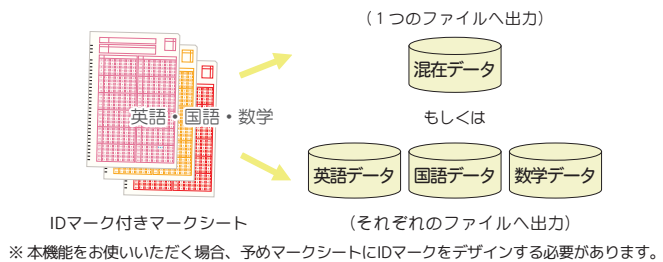 （１つのファイルへ出力）
混在データ
英語・国語・数学
もしくは
英語データ 国語データ 数学データ
IDマーク付きマークシート （それぞれのファイルへ出力）
※ 本機能をお使いいただく場合、予めマークシートにIDマークをデザインする必要があります。